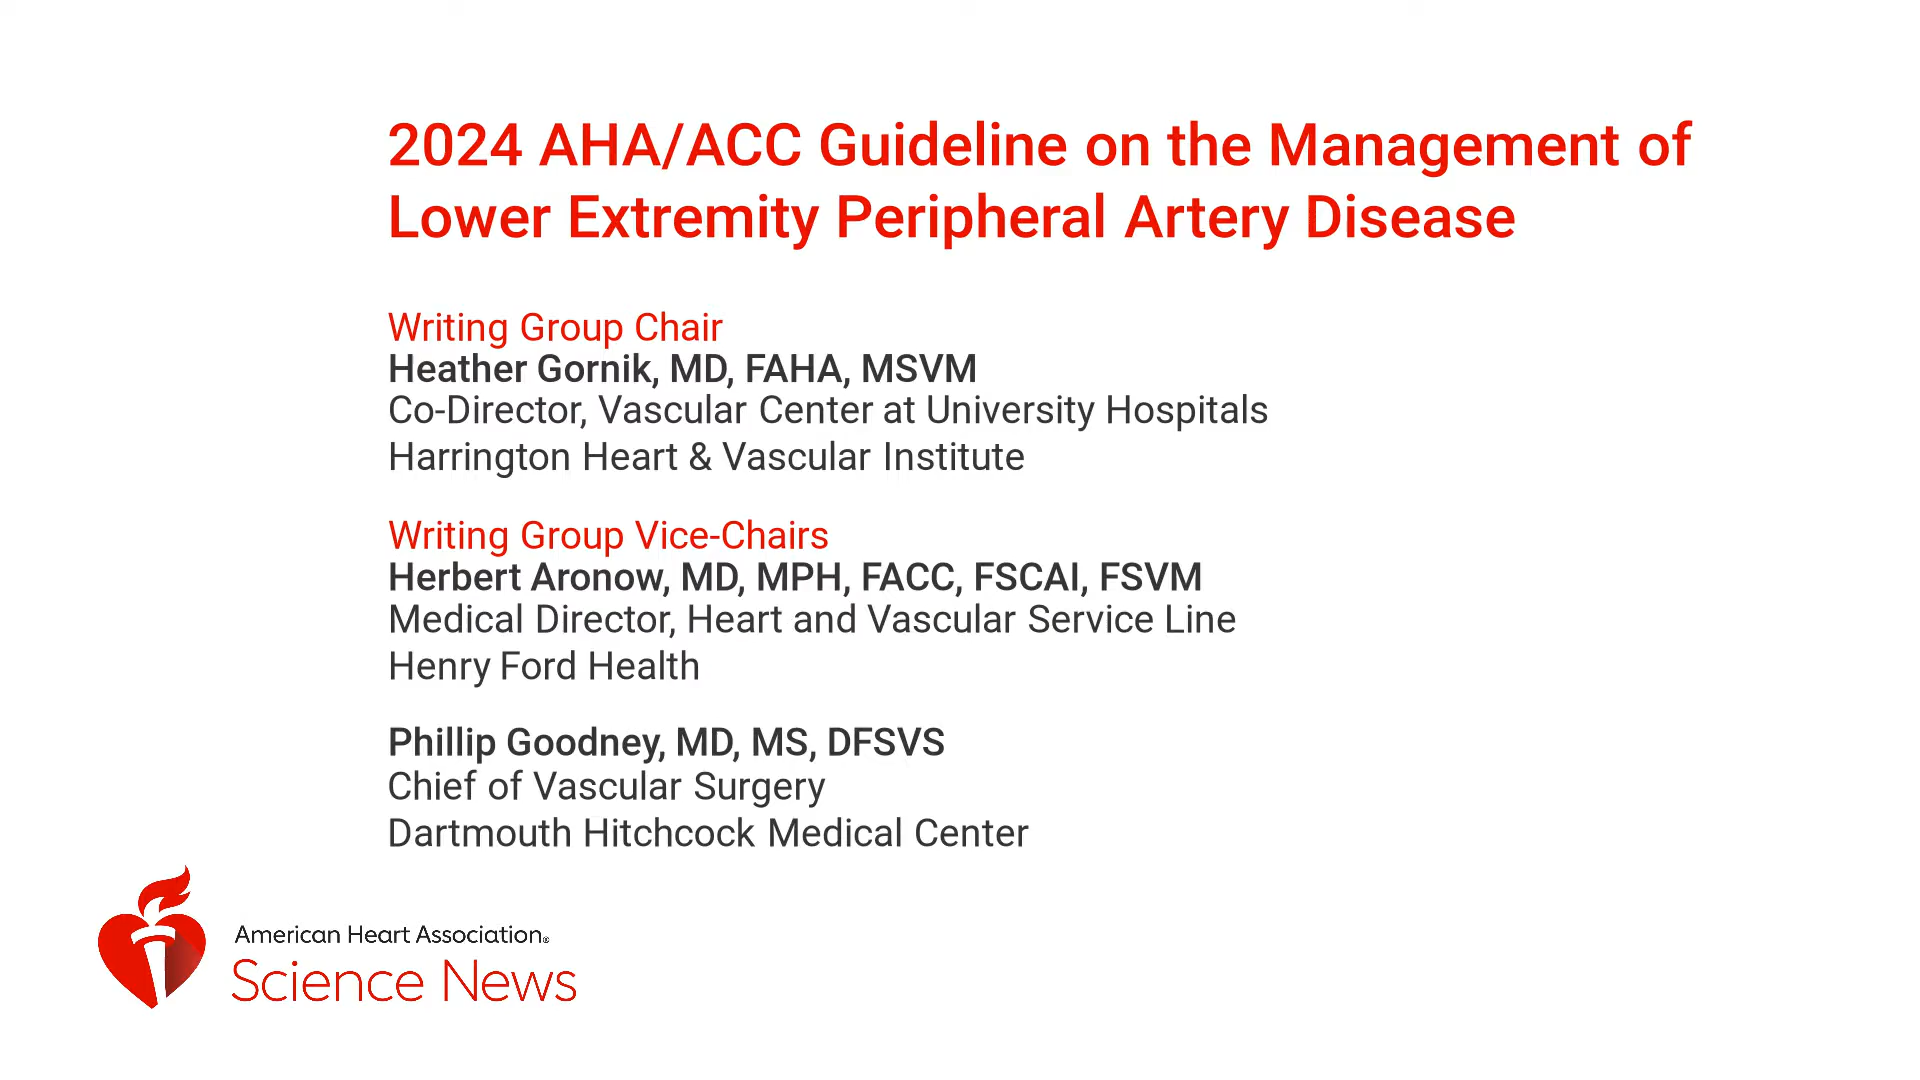 2024 AHA/ACC Guideline on the Management of
Lower Extremity Peripheral Artery Disease
Writing Group Chair
Heather Gornik, MD, FAHA, MSVM
Co-Director, Vascular Center at University Hospitals
Harrington Heart & Vascular Institute
Writing Group Vice-Chairs
Herbert Aronow, MD, MPH, FACC, FSCAI, FSVM
Medical Director, Heart and Vascular Service Line
Henry Ford Health
Phillip Goodney, MD, MS, DFSVS
Chief of Vascular Surgery
Dartmouth Hitchcock Medical Center
American Heart Association®
Science News